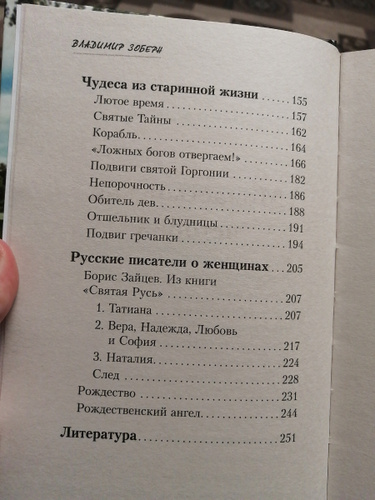 ВЛАДИМИР ЗОБЕРН
Чудеса из старинной жизни ...... 155
Лютое время ...................... 157
Святые Тайны .................... 162
Корабль ........................... 164
«Ложных богов отвергаем!» ....... 166
Подвиги святой Горгонии ......... 182
Непорочность ..................... 186
Обитель дев ....................... 188
Отшельник и блудницы ........... 191
Подвиг гречанки .................. 194
Русские писатели о женщинах ... 205
Борис Зайцев. Из книги
«Святая Русь» ..................... 207
1. Татиана ........................ 207
2. Вера, Надежда, Любовь
и София ......................... 217
3. Наталия ........................ 224
След .............................. 228
Рождество ......................... 231
Рождественский ангел ............. 244
Литература ........................ 251